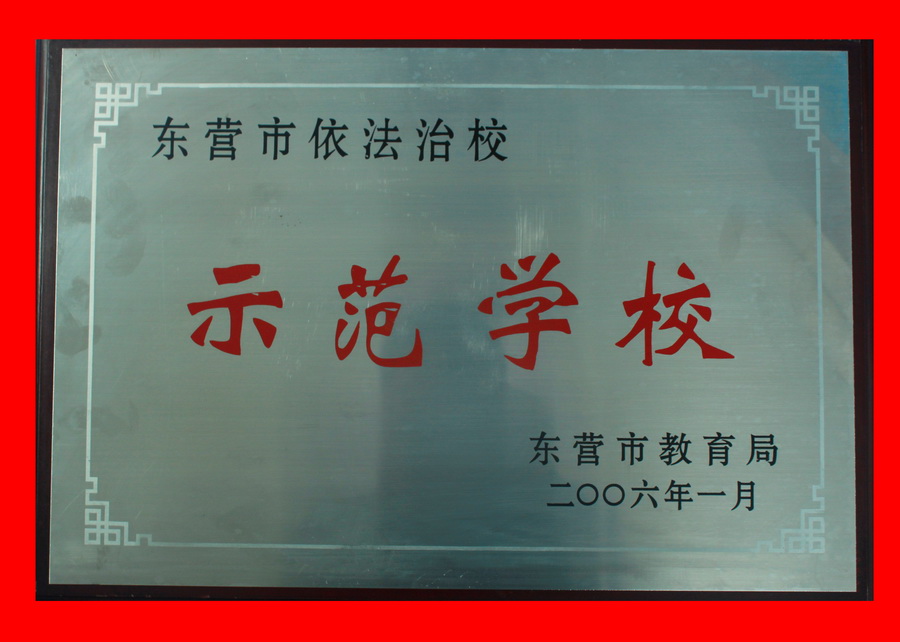 东营市依法治校
示范学校
东营市教育局
二〇〇六年一月